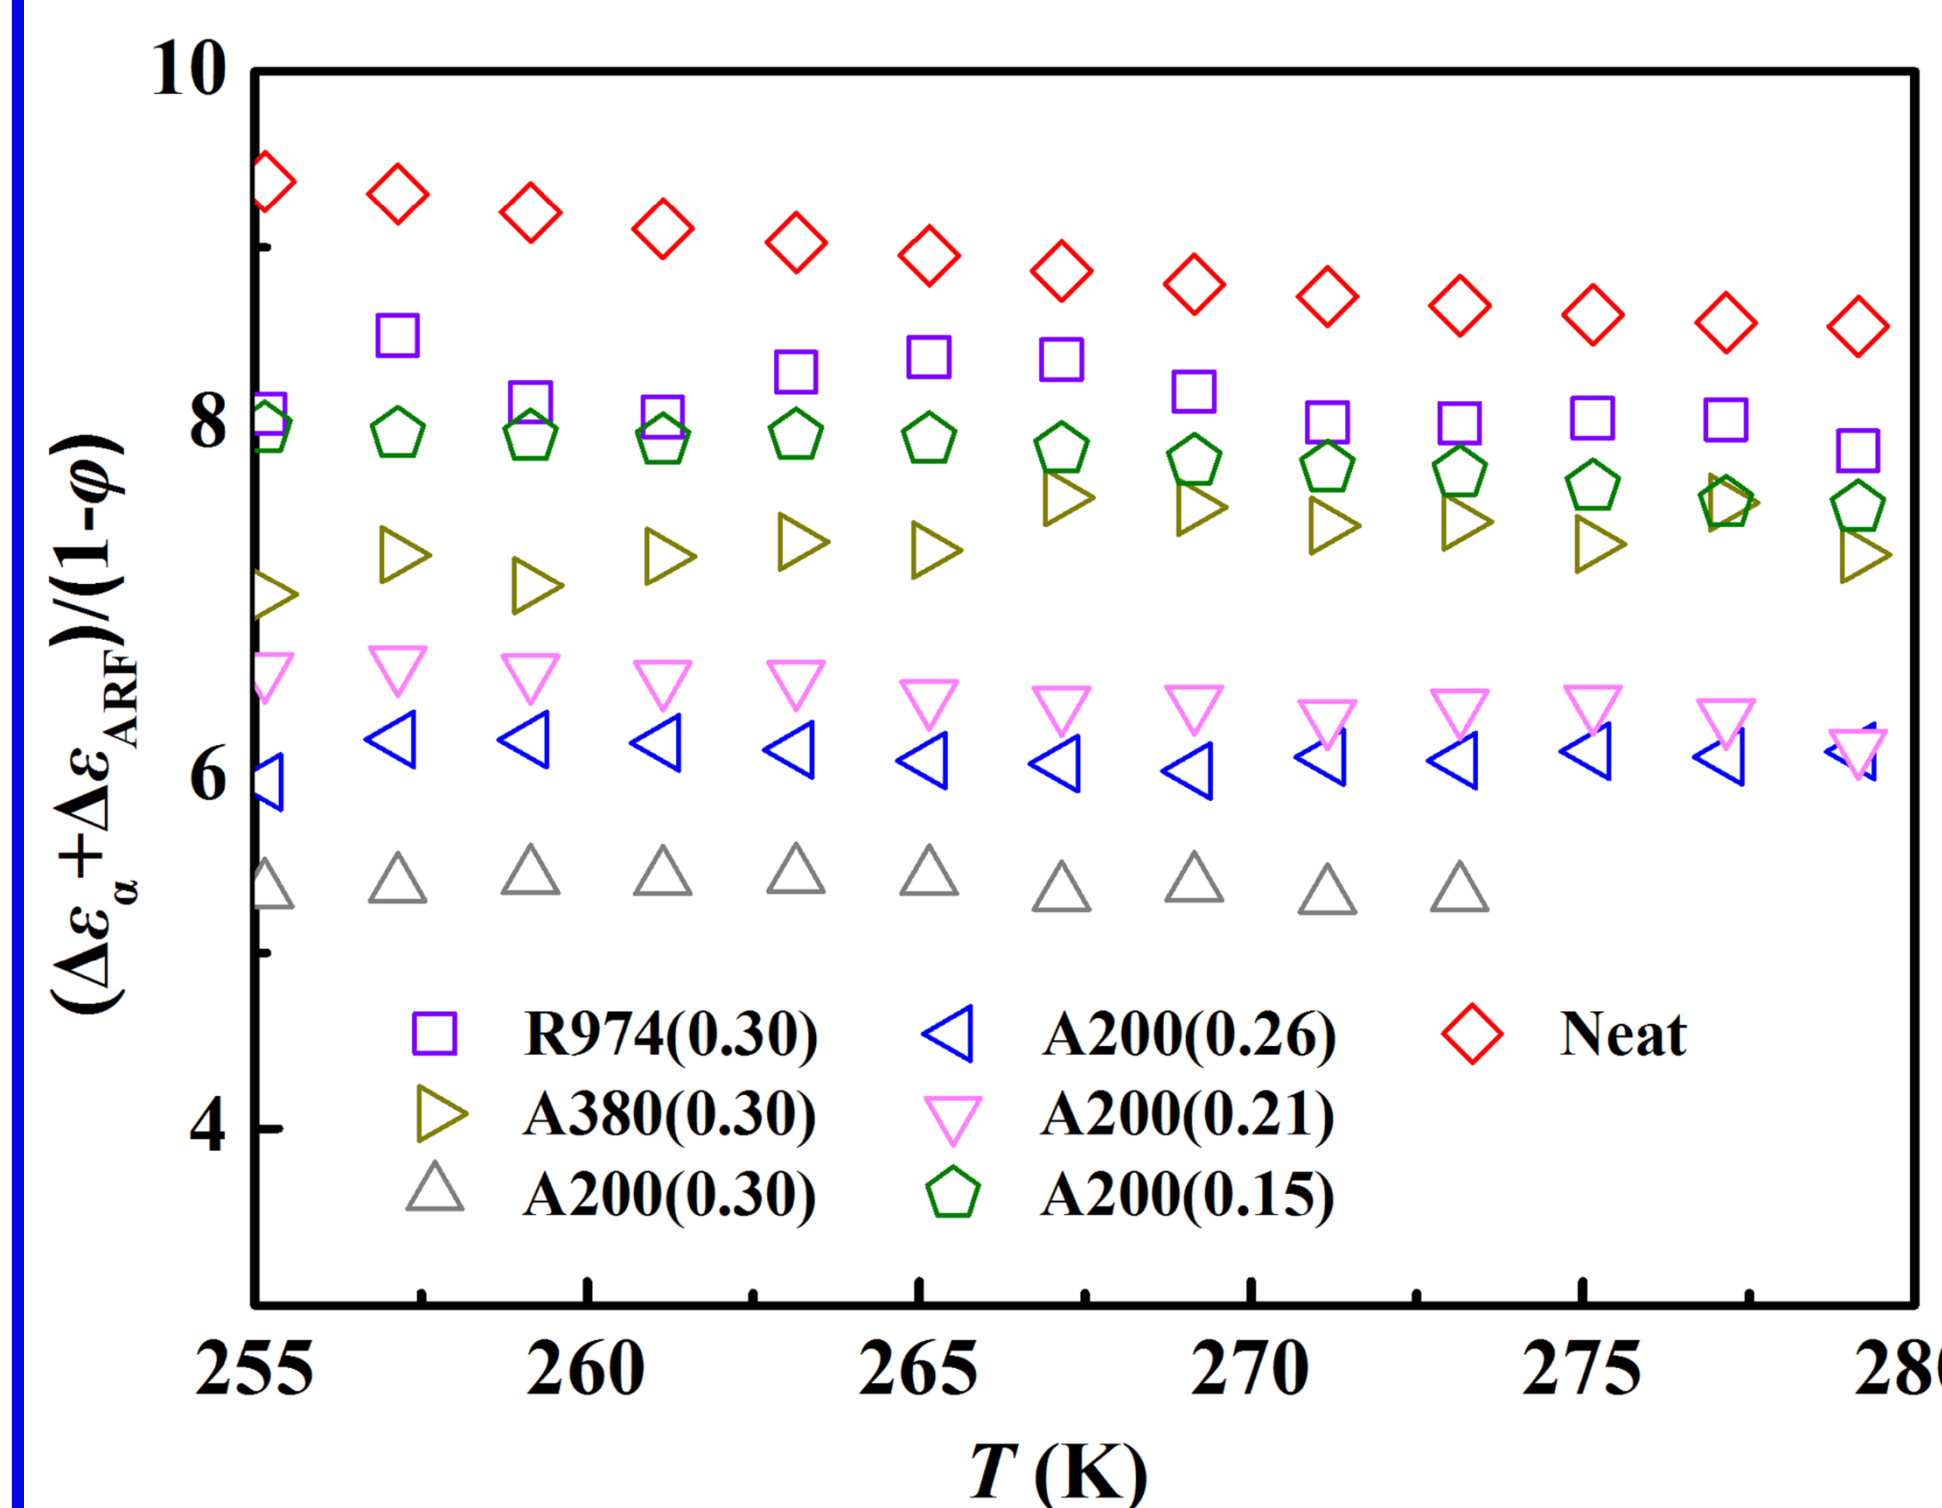 10
8
6
4
(Δεα+ΔεARF)/(1-φ)
R974(0.30)
A380(0.30)
A200(0.30)
A200(0.26)
A200(0.21)
A200(0.15)
Neat
255 260 265 270 275 280
T (K)